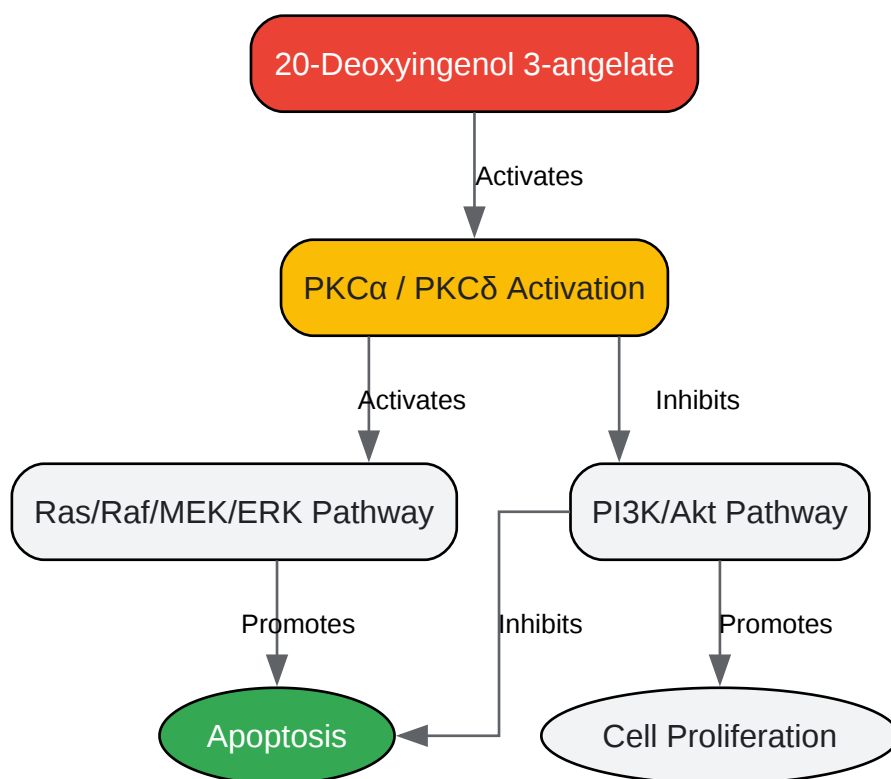 20-Deoxyingenol 3-angelate
Activates
PKCα / PKCδ Activation
Activates
Inhibits
Ras/Raf/MEK/ERK Pathway
PI3K/Akt Pathway
Promotes
Inhibits
Promotes
Apoptosis
Cell Proliferation